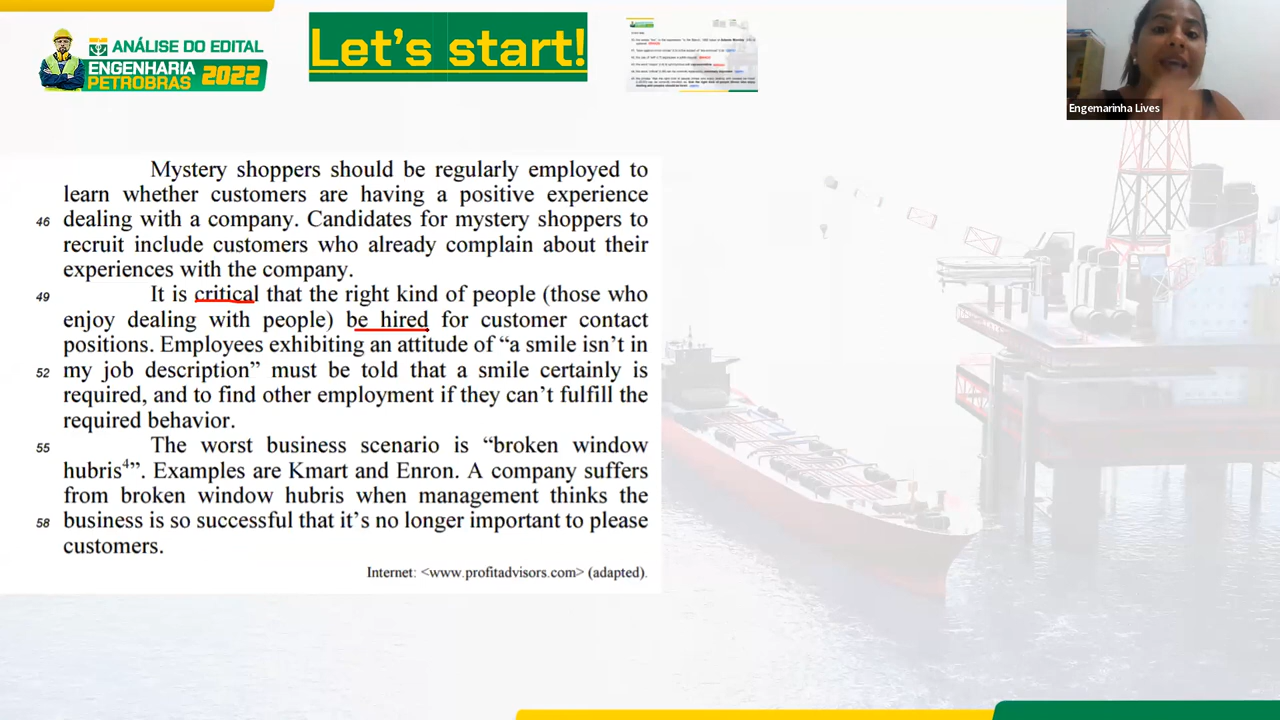 ANÁLISE DO EDITAL
ENGENHARIA
PETROBRAS 2022
Let's start!
Engemarinha Lives
Mystery shoppers should be regularly employed to
learn whether customers are having a positive experience
46 dealing with a company. Candidates for mystery shoppers to
recruit include customers who already complain about their
experiences with the company.
49 It is critical that the right kind of people (those who
enjoy dealing with people) be hired for customer contact
positions. Employees exhibiting an attitude of “a smile isn’t in
52 my job description” must be told that a smile certainly is
required, and to find other employment if they can’t fulfill the
required behavior.
55 The worst business scenario is “broken window
hubris4”. Examples are Kmart and Enron. A company suffers
from broken window hubris when management thinks the
58 business is so successful that it’s no longer important to please
customers.
Internet: <www.profitadvisors.com> (adapted).